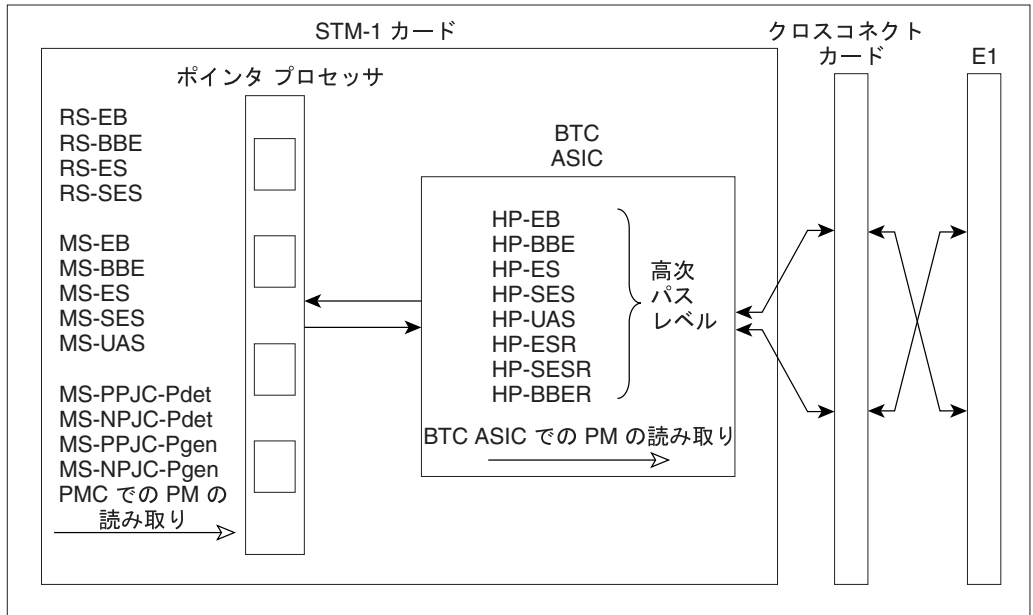 STM-1 カード
クロスコネクト
カード
E1
ポインタ プロセッサ
RS-EB
RS-BBE
RS-ES
RS-SES
MS-EB
MS-BBE
MS-ES
MS-SES
MS-UAS
MS-PPJC-Pdet
MS-NPJC-Pdet
MS-PPJC-Pgen
MS-NPJC-Pgen
PMC での PM の
読み取り
BTC
ASIC
HP-EB
HP-BBE
HP-ES
HP-SES
HP-UAS
HP-ESR
HP-SESR
HP-BBER
高次
パス
レベル
BTC ASIC での PM の読み取り